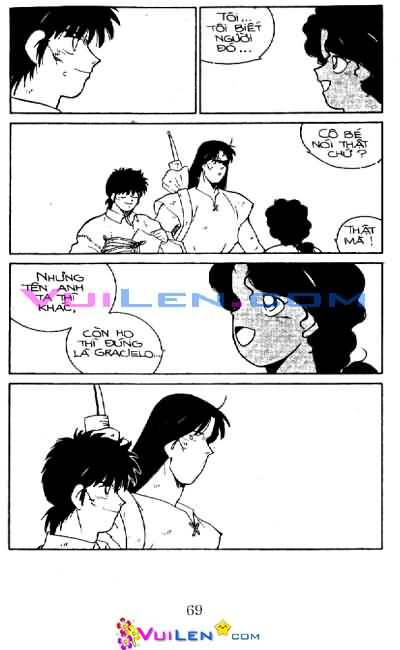 TÔI...
TÔI BIẾT
NGƯỜI
ĐÓ...
CÔ BÉ
NÓI THẬT
CHỨ?
THẬT
MÀ!
NHƯNG
TÊN ANH
TA THÌ
KHÁC,
CÒN HỌ
THÌ ĐÚNG
LÀ GRACIELO...
VUILEN.COM
69
VUILEN.COM